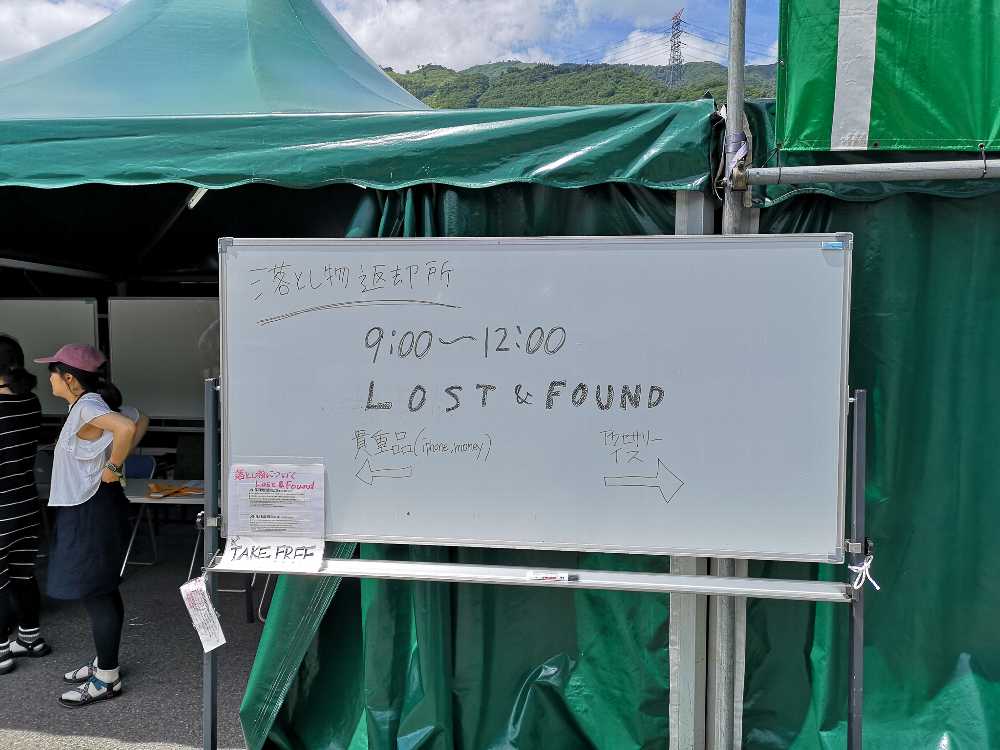 ご落とし物返却所
9:00〜12:00
LOST & FOUND
貴重品(iphone,money)
アクセサリー
イス
落とし物について
Lost & Found
TAKE FREE